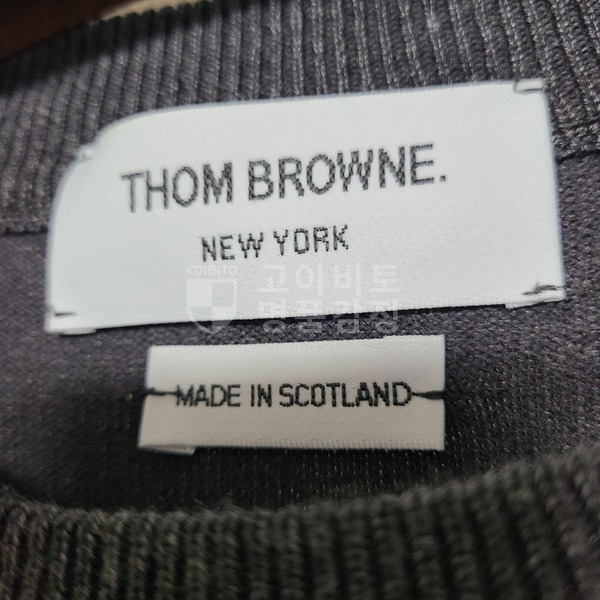 THOM BROWNE.
NEW YORK
KOIBITO
고이비토
명품감정
MADE IN SCOTLAND